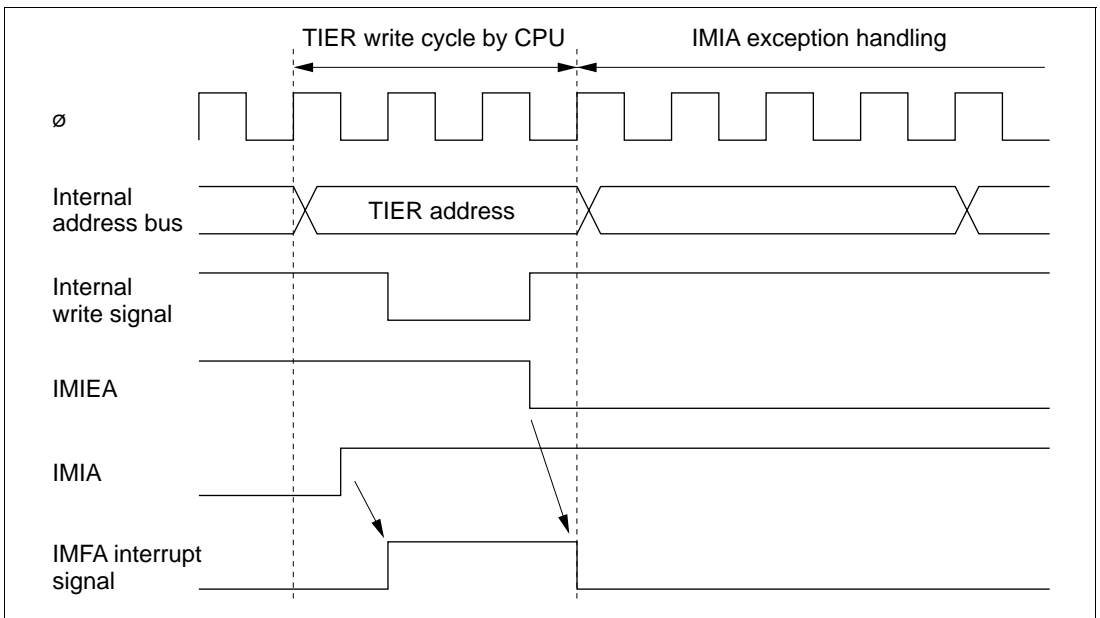 TIER write cycle by CPU
IMIA exception handling
ø
Internal
address bus
TIER address
Internal
write signal
IMIEA
IMIA
IMFA interrupt
signal